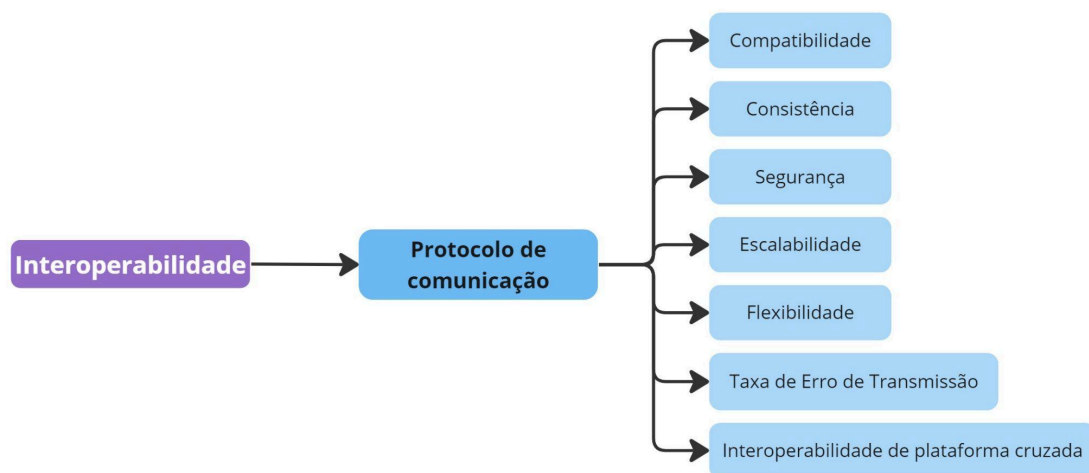 Interoperabilidade
Protocolo de
comunicação
Compatibilidade
Consistência
Segurança
Escalabilidade
Flexibilidade
Taxa de Erro de Transmissão
Interoperabilidade de plataforma cruzada